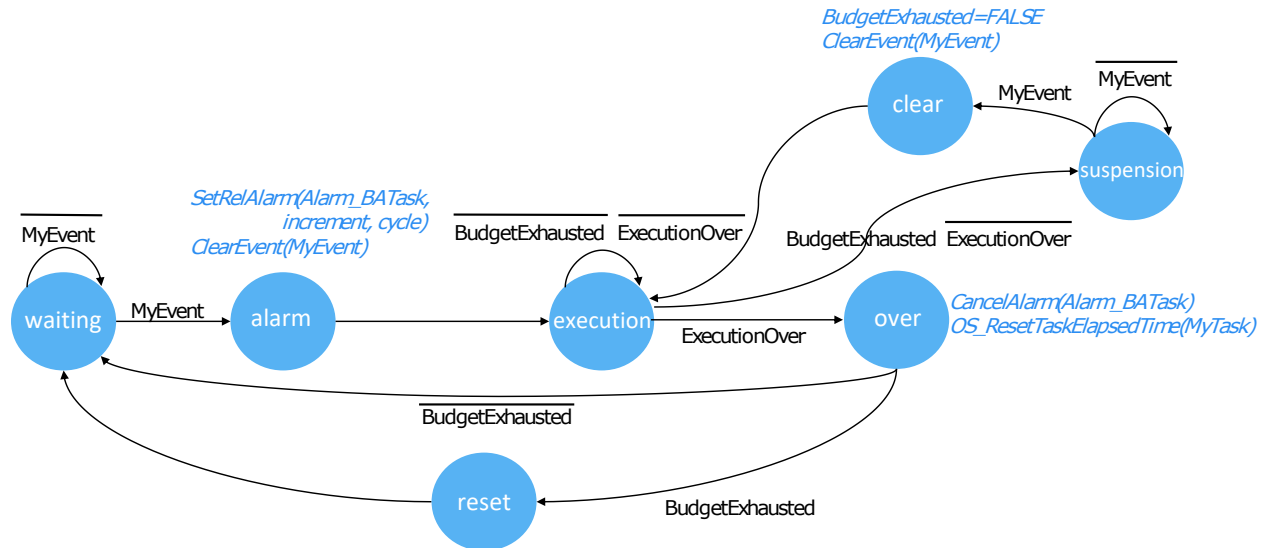 BudgetExhausted=FALSE
ClearEvent(MyEvent)
MyEvent
MyEvent
clear
suspension
SetRelAlarm(Alarm_BATask,
increment, cycle)
ClearEvent(MyEvent)
MyEvent
BudgetExhausted ExecutionOver
BudgetExhausted ExecutionOver
waiting
MyEvent
alarm
execution
ExecutionOver
over
CancelAlarm(Alarm_BATask)
OS_ResetTaskElapsedTime(MyTask)
BudgetExhausted
reset
BudgetExhausted